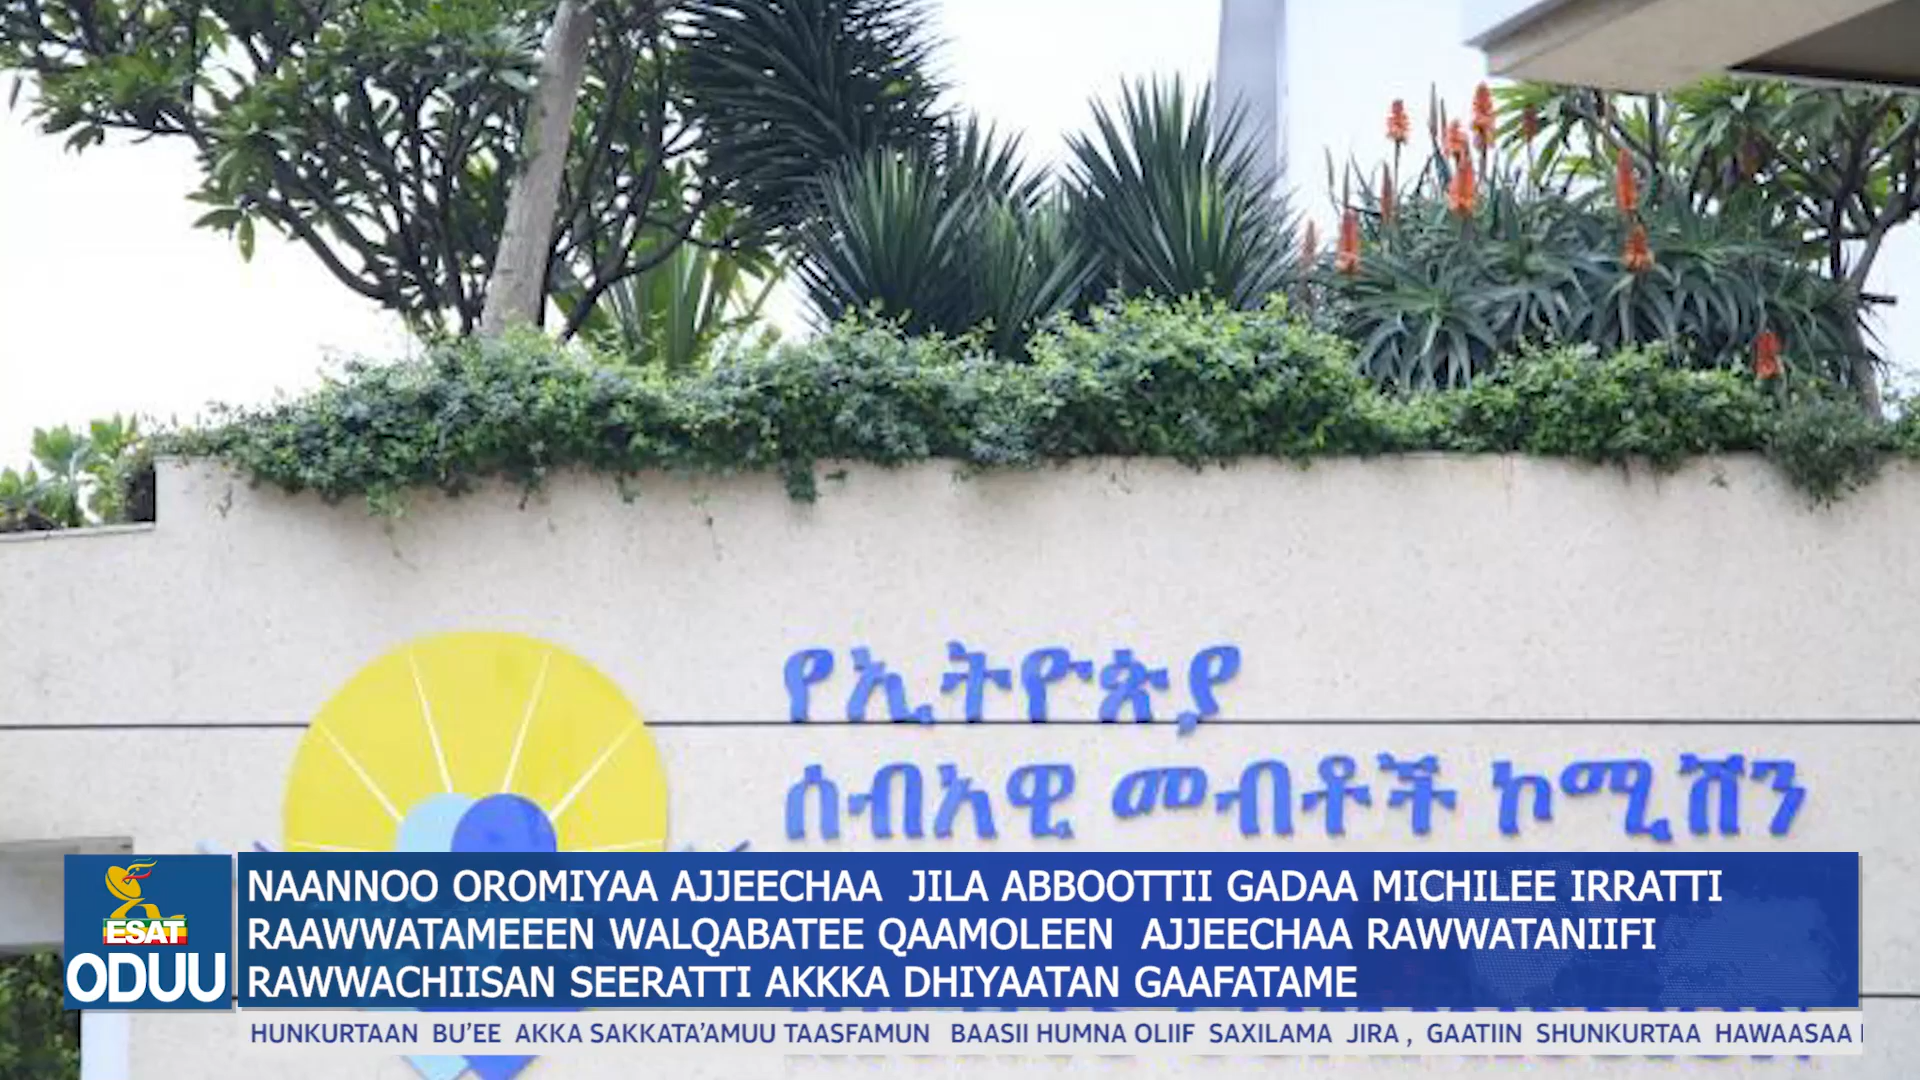 የኢትዮጵያ
ሰብአዊ መብቶች ኮሚሽን
NAANNOO OROMIYAA AJJEECHAA JILA ABBOOTTII GADAA MICHILEE IRRATTI
RAAWWATAMEEEN WALQABATEE QAAMOLEEN AJJEECHAA RAWWATANIIFI
RAWWACHIISAN SEERATTI AKKKA DHIYAATAN GAAFATAME
ESAT
ODUU
HUNKURTAAN BU'EE AKKA SAKKATA'AMUU TAASFAMUN BAASII HUMNA OLIIF SAXILAMA JIRA , GAATIIN SHUNKURTAA HAWAASAA